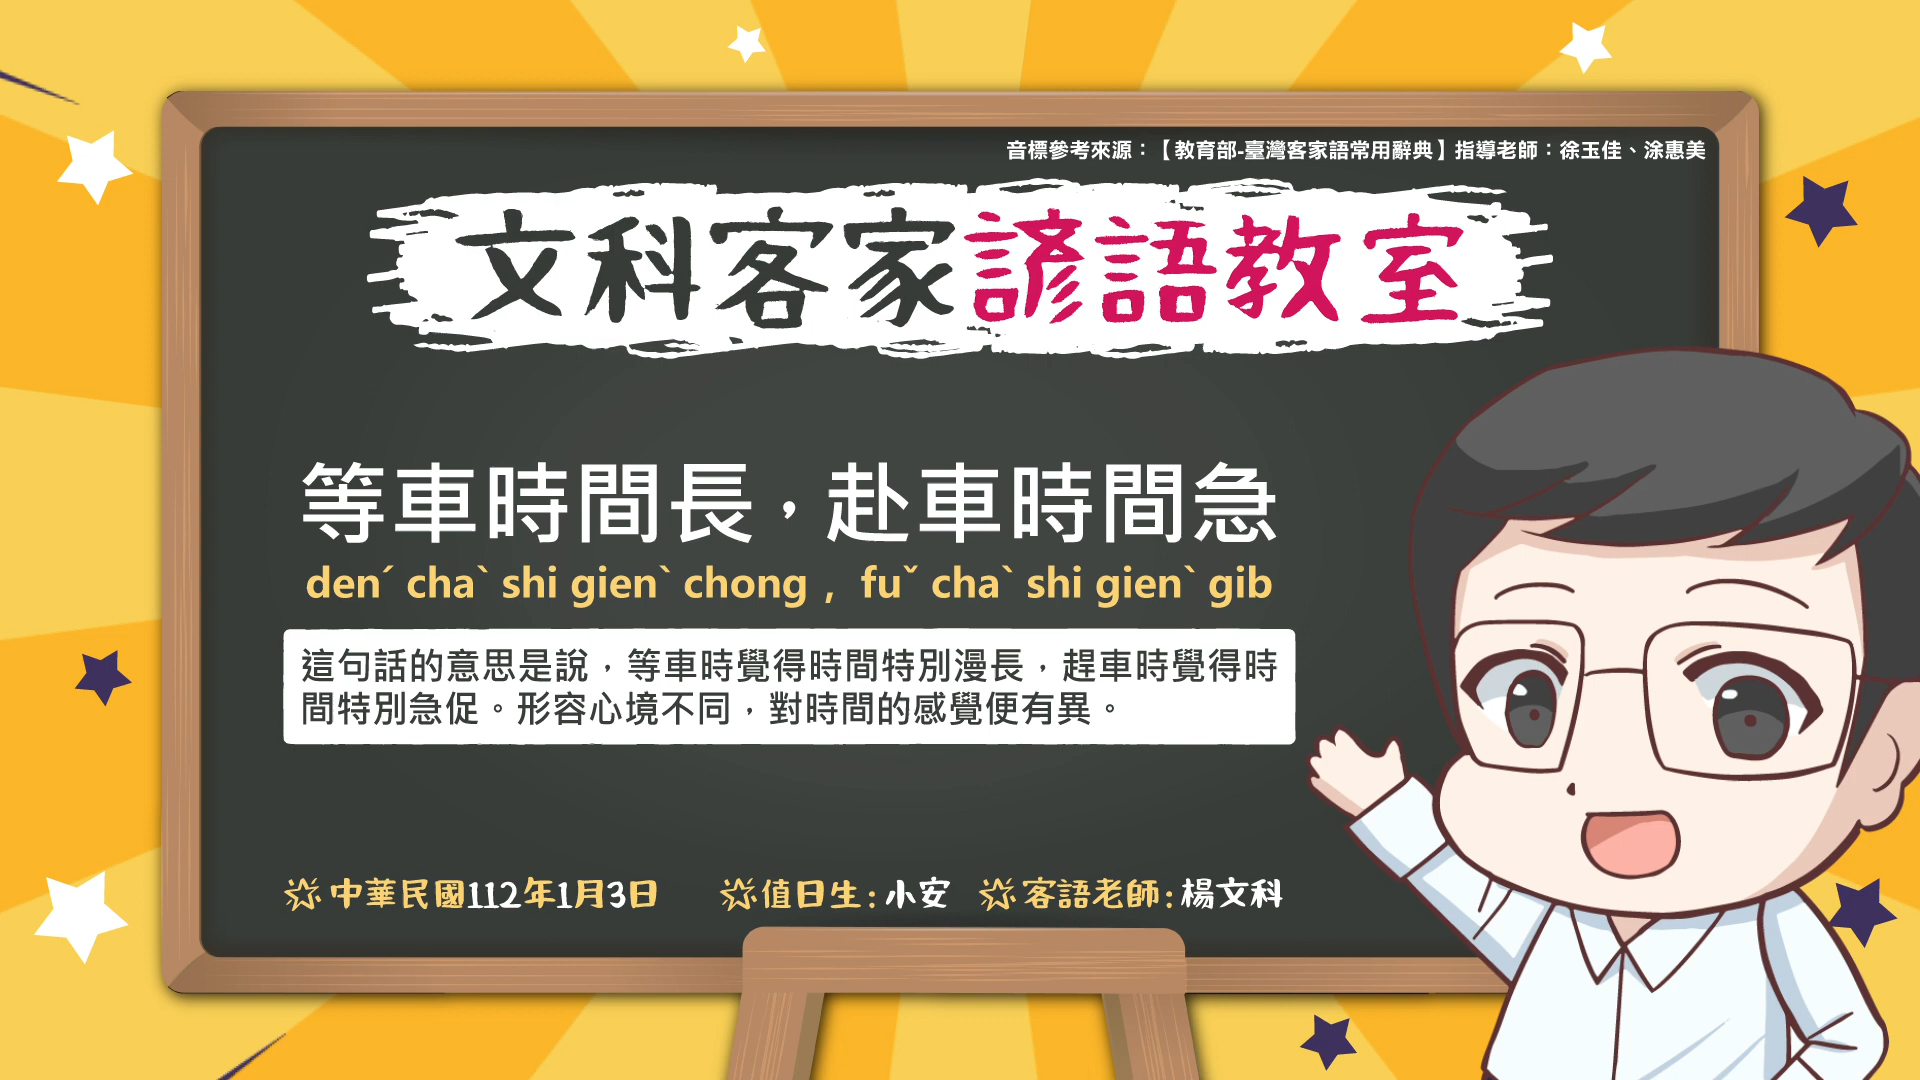 音標參考來源：【教育部-臺灣客家語常用辭典】指導老師：徐玉佳、涂惠美
文科客家諺語教室
等車時間長，赴車時間急
denˊ chaˋ shi gienˋ chong， fuˇ chaˋ shi gienˋ gib
這句話的意思是說，等車時覺得時間特別漫長，趕車時覺得時
間特別急促。形容心境不同，對時間的感覺便有異。
中華民國112年1月3日 值日生：小安 客語老師：楊文科